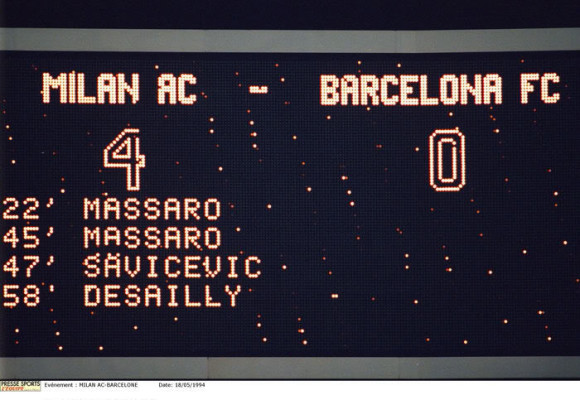 MILAN AC - BARCELONA FC
4 0
22' MASSARO
45' MASSARO
47' SAVICEVIC
58' DESAILLY
PRESSE SPORTS
L'EQUIPE
Evénement : MILAN AC-BARCELONE Date: 18/05/1994